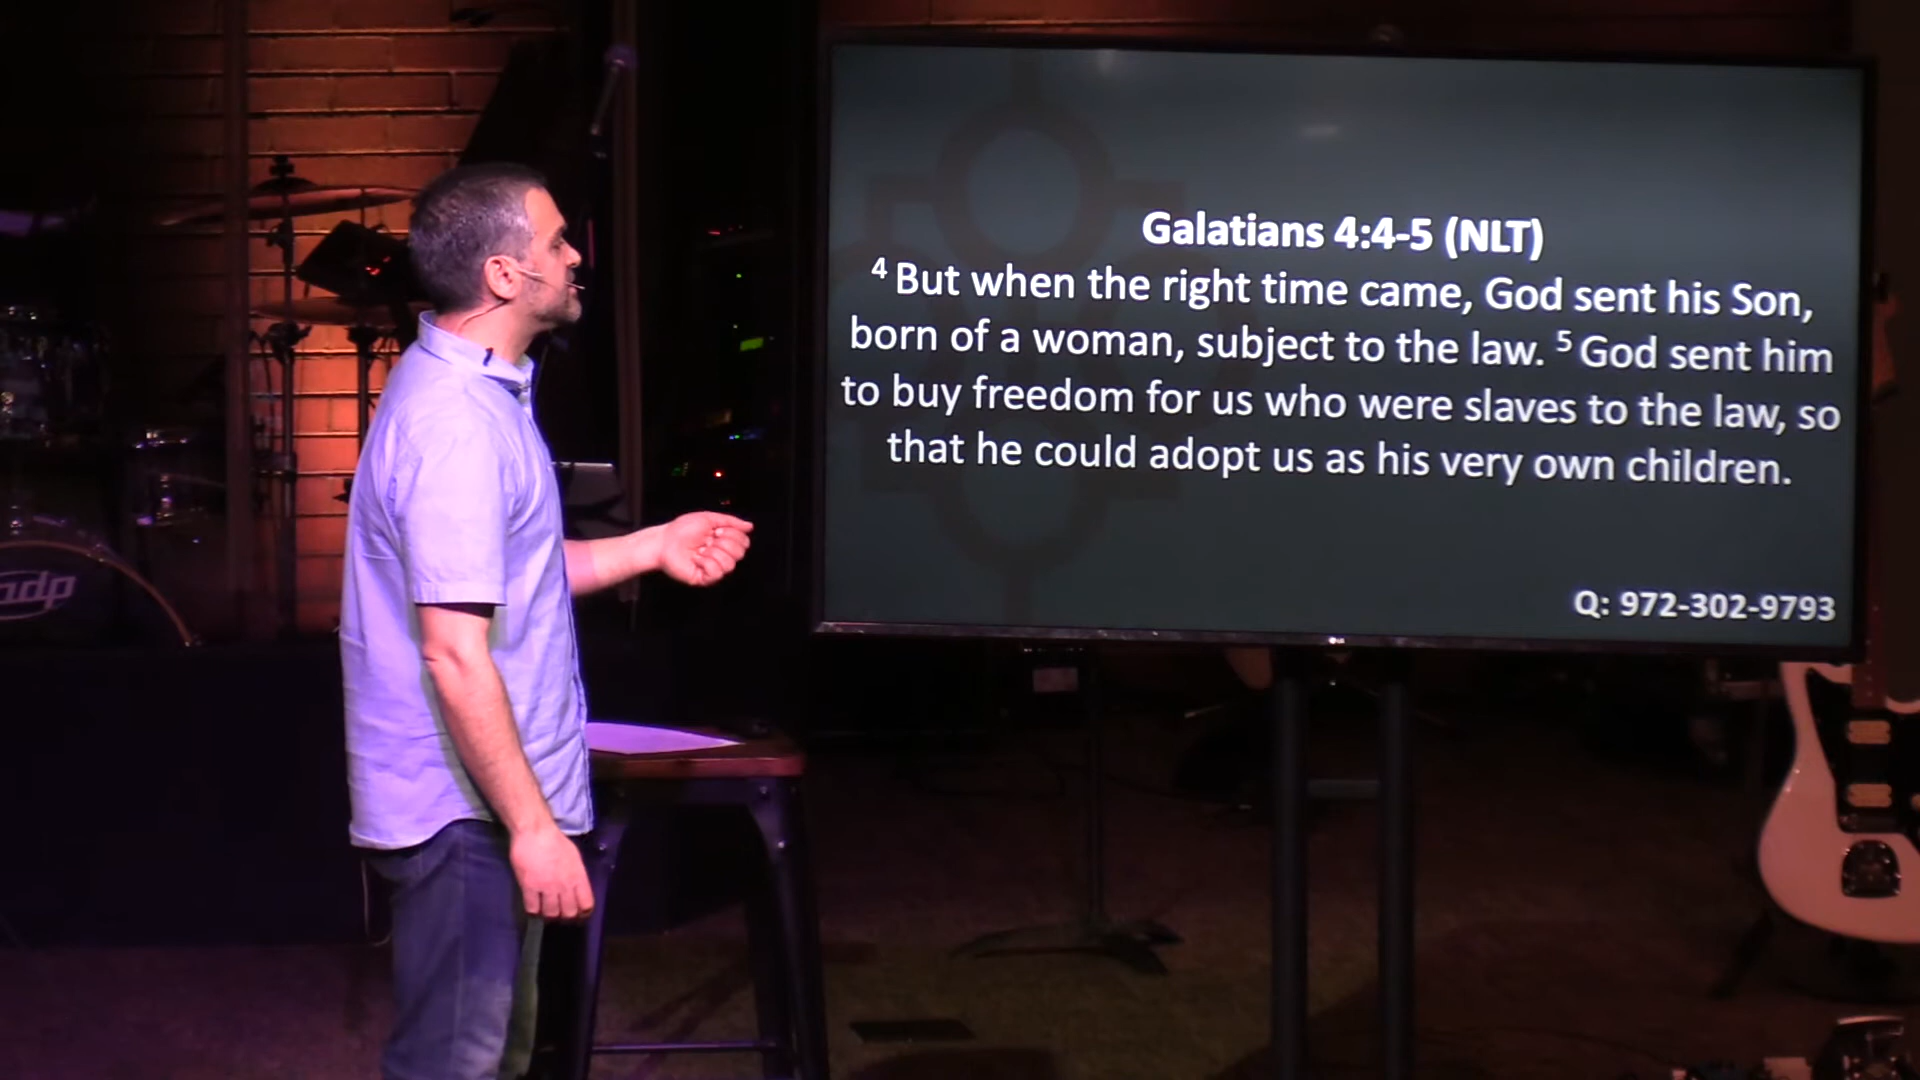 Galatians 4:4-5 (NLT)
4 But when the right time came, God sent his Son,
born of a woman, subject to the law. 5 God sent him
to buy freedom for us who were slaves to the law, so
that he could adopt us as his very own children.
Q: 972-302-9793
pdp
LG